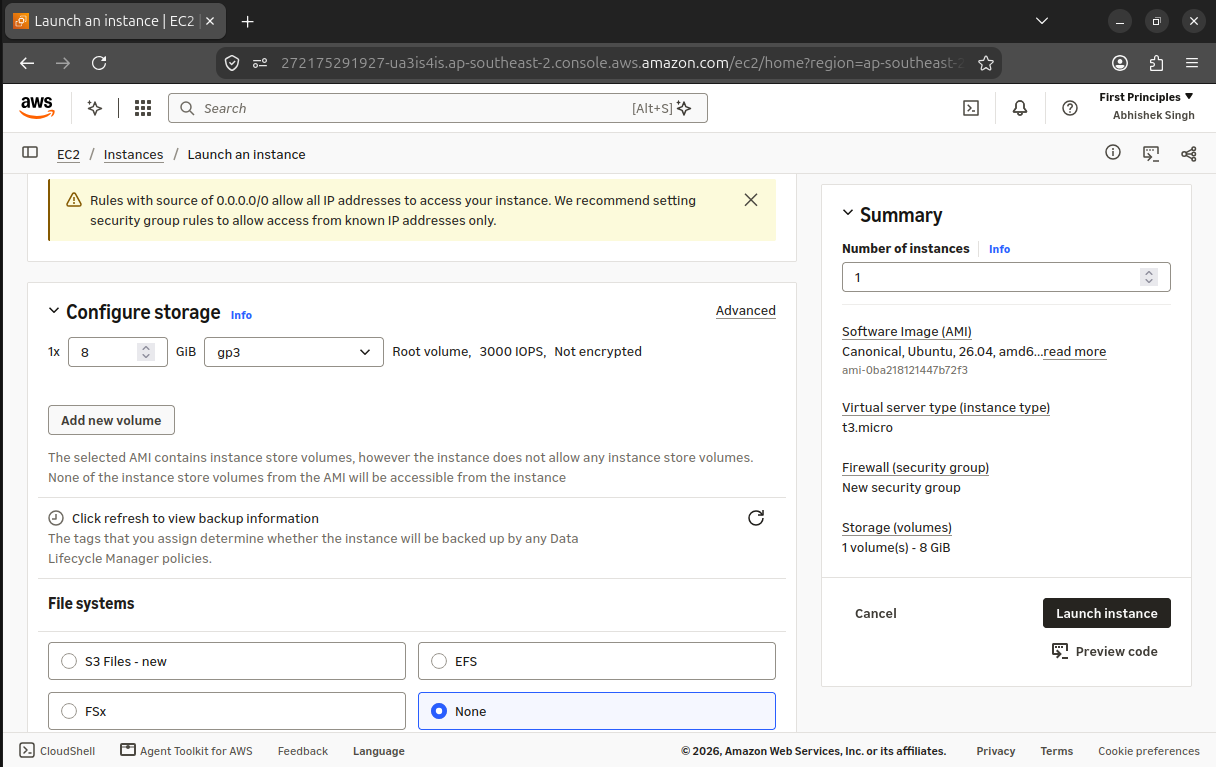 Launch an instance | EC2 |
272175291927-ua3is4is.ap-southeast-2.console.aws.amazon.com/ec2/home?region=ap-southeast-2
aws
Search
[Alt+S]
First Principles
Abhishek Singh
EC2 / Instances / Launch an instance
Rules with source of 0.0.0.0/0 allow all IP addresses to access your instance. We recommend setting
security group rules to allow access from known IP addresses only.
Configure storage Info
Advanced
1x 8 GiB gp3 Root volume, 3000 IOPS, Not encrypted
Add new volume
The selected AMI contains instance store volumes, however the instance does not allow any instance store volumes.
None of the instance store volumes from the AMI will be accessible from the instance
Click refresh to view backup information
The tags that you assign determine whether the instance will be backed up by any Data
Lifecycle Manager policies.
File systems
S3 Files - new
EFS
FSx
None
Summary
Number of instances Info
1
Software Image (AMI)
Canonical, Ubuntu, 26.04, amd6...read more
ami-0ba218121447b72f3
Virtual server type (instance type)
t3.micro
Firewall (security group)
New security group
Storage (volumes)
1 volume(s) - 8 GiB
Cancel
Launch instance
Preview code
CloudShell Agent Toolkit for AWS Feedback Language
© 2026, Amazon Web Services, Inc. or its affiliates. Privacy Terms Cookie preferences